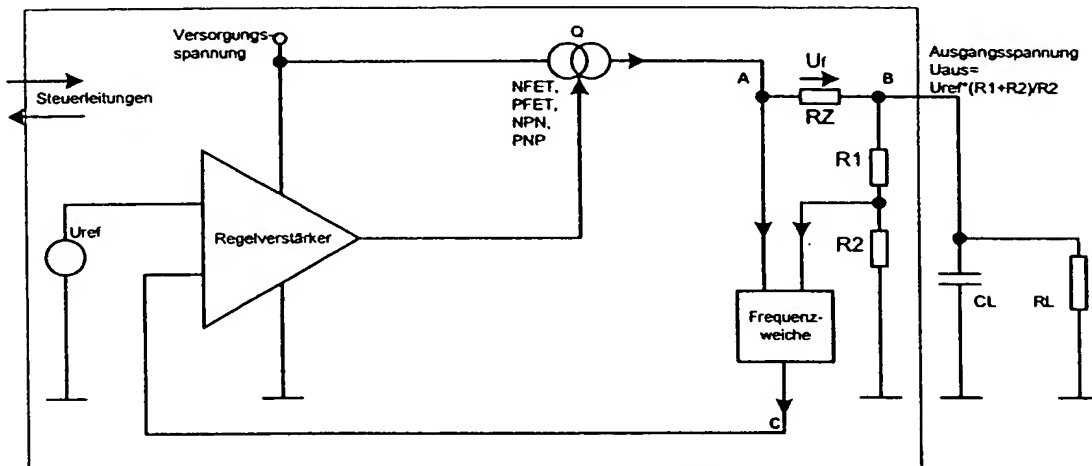 Versorgungs-
spannung
Q
Ausgangsspannung
Uaus=
Uref*(R1+R2)/R2
Steuerleitungen
NFET,
PFET,
NPN,
PNP
A
Uf
B
RZ
R1
Uref
Regelverstärker
R2
Frequenz-
weiche
CL
RL
C